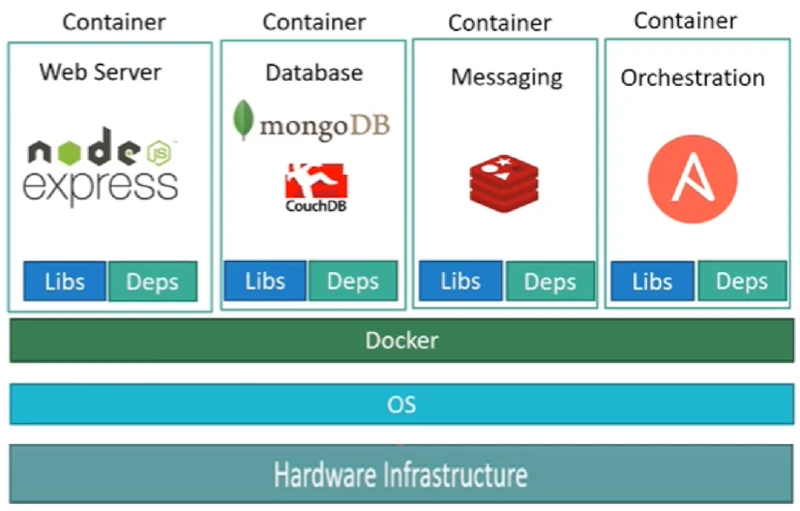 Container
Container
Container
Container
Web Server
Database
Messaging
Orchestration
node
JS
express
mongoDB
CouchDB
A
Libs
Deps
Libs
Deps
Libs
Deps
Libs
Deps
Docker
OS
Hardware Infrastructure